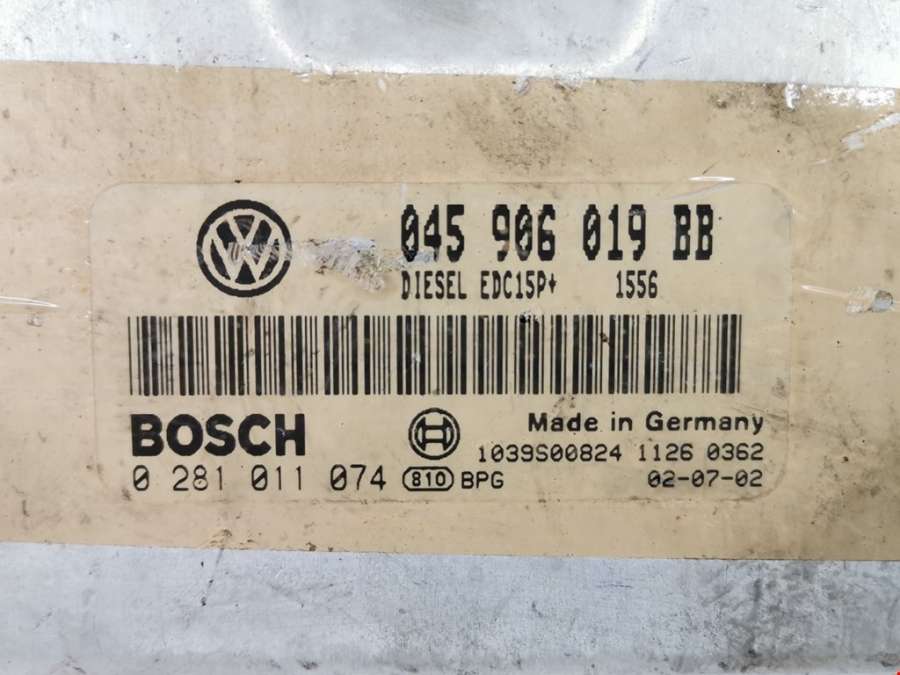 045 906 019 BB
DIESEL EDC15P+ 1556
BOSCH
Made in Germany
1039S00824 1126 0362
0 281 011 074 810 BPG 02-07-02